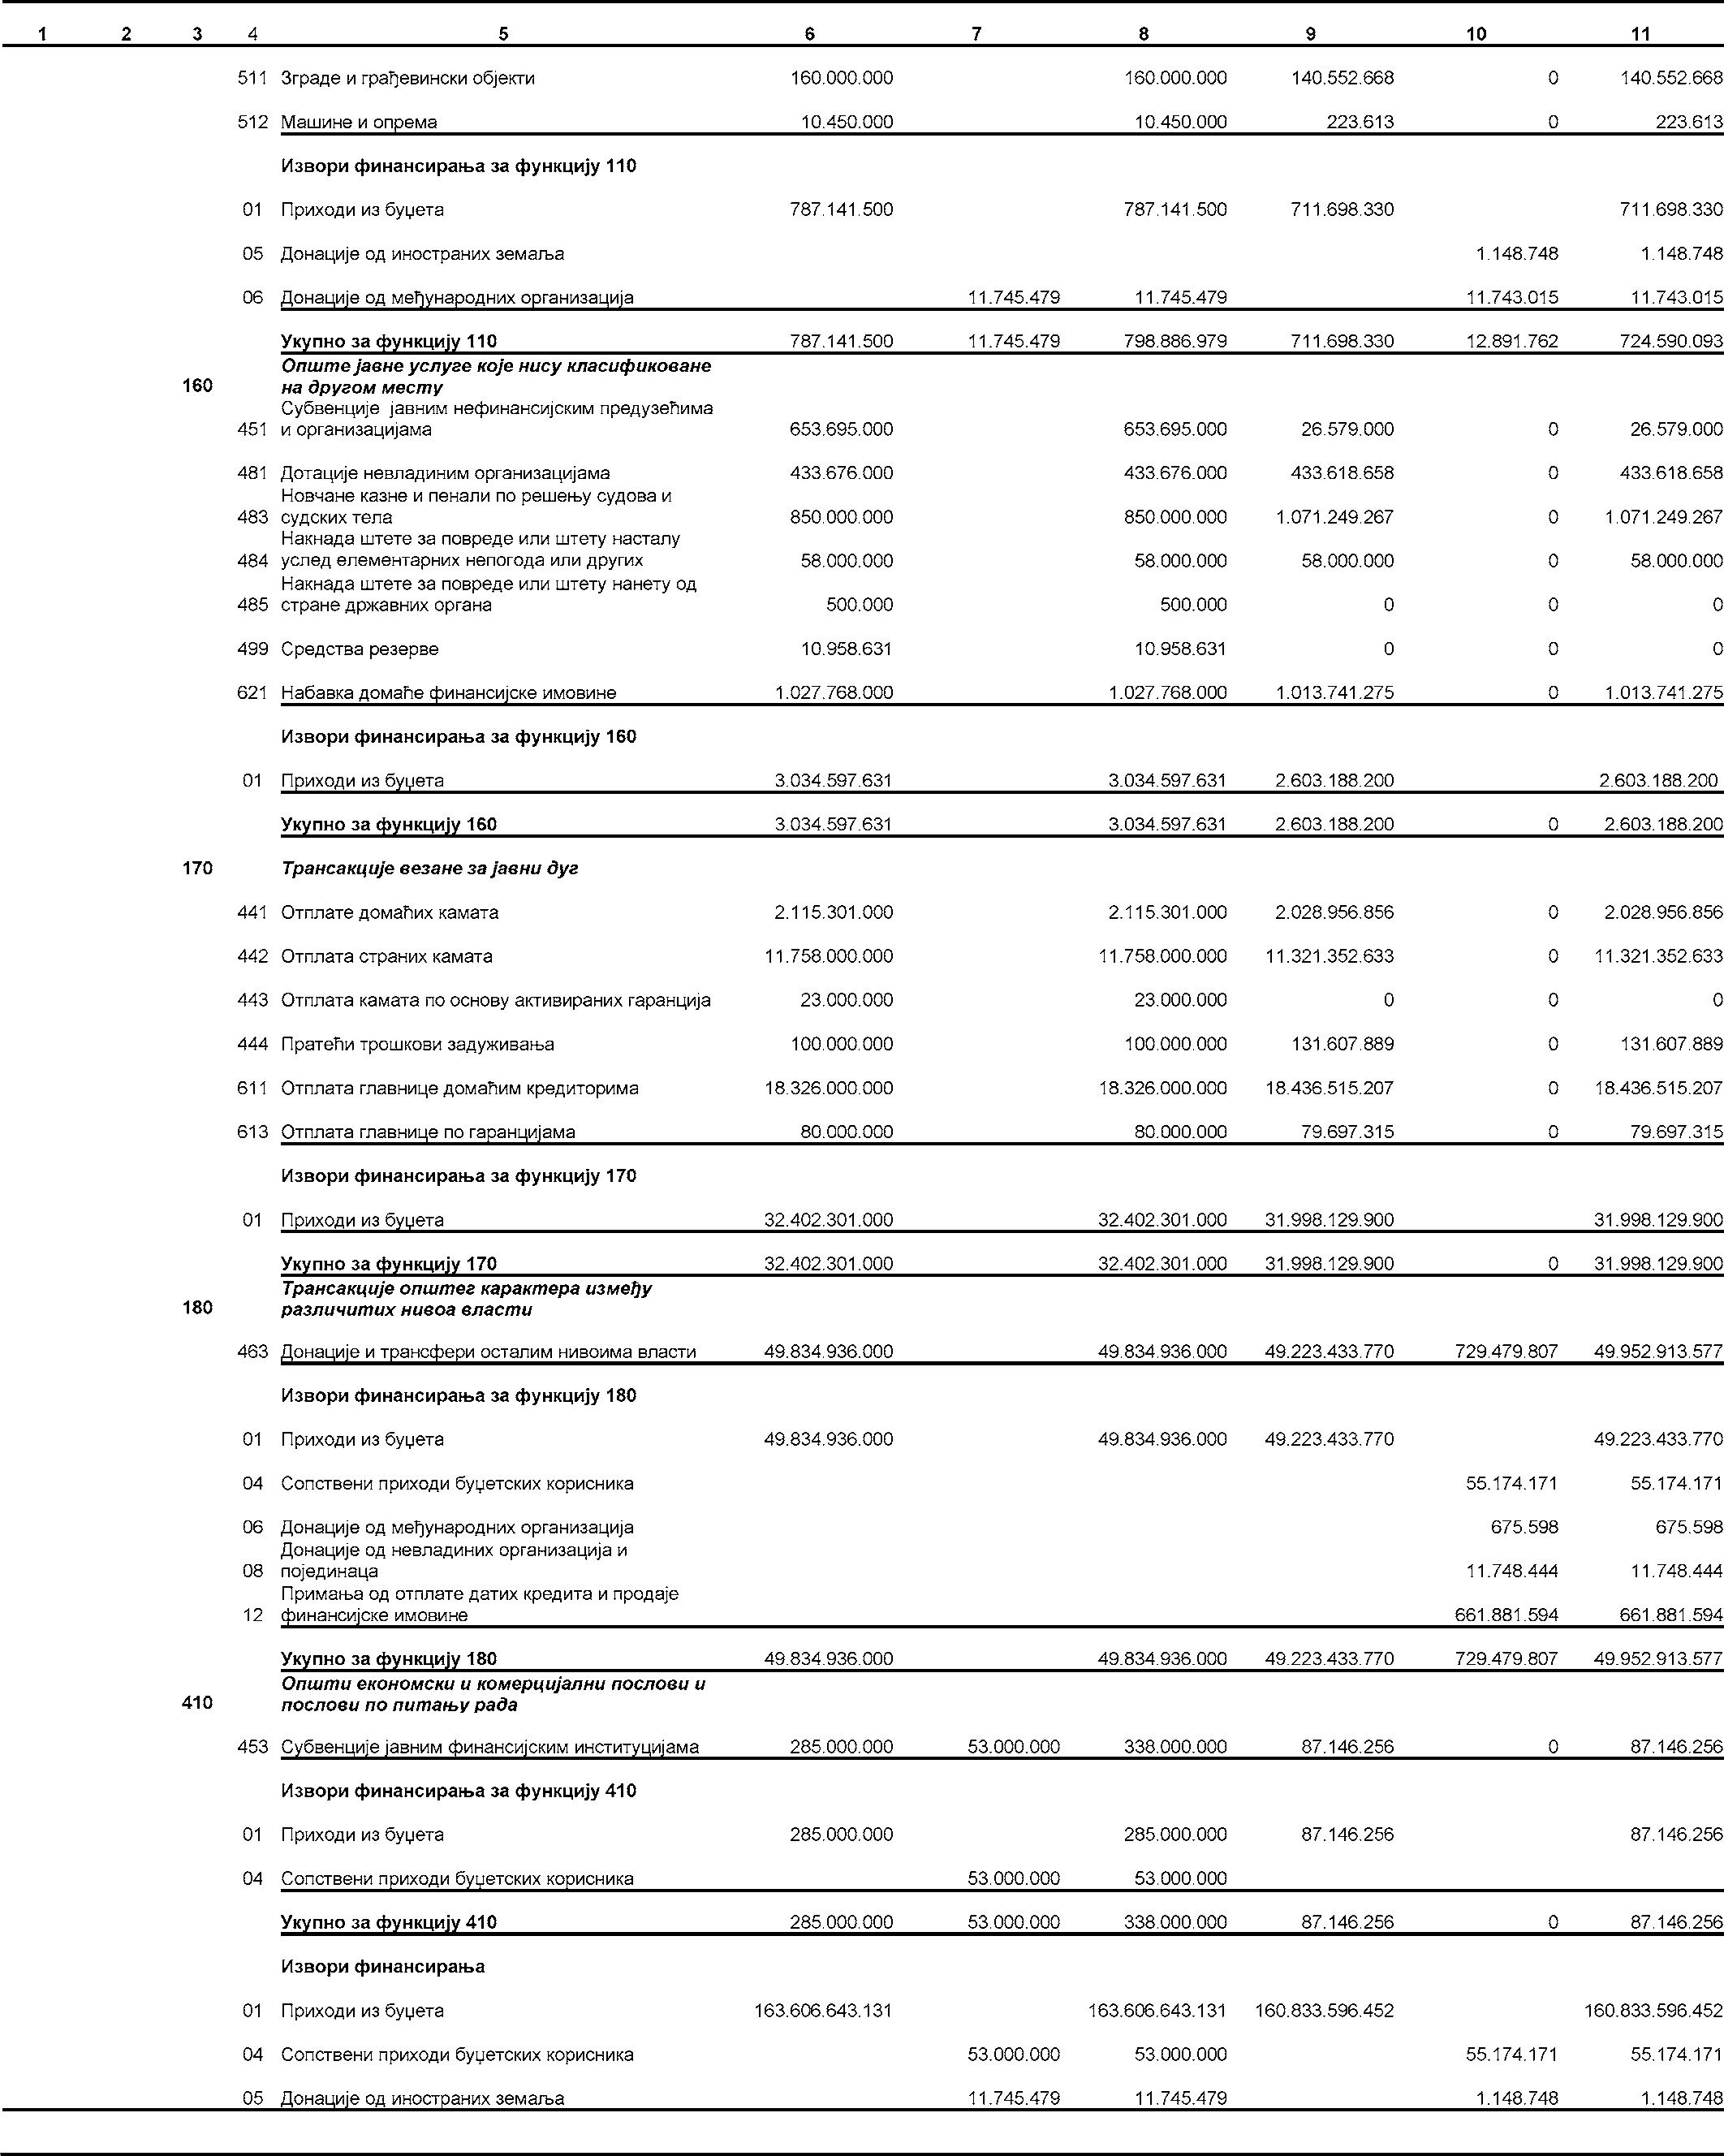 1 2 3 4 5 6 7 8 9 10 11
511 Зграде и грађевински објекти 160.000.000 160.000.000 140.552.668 0 140.552.668
512 Машине и опрема 10.450.000 10.450.000 223.613 0 223.613
Извори финансирања за функцију 110
01 Приходи из буџета 787.141.500 787.141.500 711.698.330 711.698.330
05 Донације од иностраних земаља 1.148.748 1.148.748
06 Донације од међународних организација 11.745.479 11.745.479 11.743.015 11.743.015
Укупно за функцију 110 787.141.500 11.745.479 798.886.979 711.698.330 12.891.762 724.590.093
Опште јавне услуге које нису класификоване
160 на другом месту
Субвенције јавним нефинансијским предузећима
451 и организацијама 653.695.000 653.695.000 26.579.000 0 26.579.000
481 Дотације невладиним организацијама 433.676.000 433.676.000 433.618.658 0 433.618.658
Новчане казне и пенали по решењу судова и
483 судских тела 850.000.000 850.000.000 1.071.249.267 0 1.071.249.267
Накнада штете за повреде или штету насталу
484 услед елементарних непогода или других 58.000.000 58.000.000 58.000.000 0 58.000.000
Накнада штете за повреде или штету нанету од
485 стране државних органа 500.000 500.000 0 0 0
499 Средства резерве 10.958.631 10.958.631 0 0 0
621 Набавка домаће финансијске имовине 1.027.768.000 1.027.768.000 1.013.741.275 0 1.013.741.275
Извори финансирања за функцију 160
01 Приходи из буџета 3.034.597.631 3.034.597.631 2.603.188.200 2.603.188.200
Укупно за функцију 160 3.034.597.631 3.034.597.631 2.603.188.200 0 2.603.188.200
170 Трансакције везане за јавни дуг
441 Отплате домаћих камата 2.115.301.000 2.115.301.000 2.028.956.856 0 2.028.956.856
442 Отплата страних камата 11.758.000.000 11.758.000.000 11.321.352.633 0 11.321.352.633
443 Отплата камата по основу активираних гаранција 23.000.000 23.000.000 0 0 0
444 Пратећи трошкови задуживања 100.000.000 100.000.000 131.607.889 0 131.607.889
611 Отплата главнице домаћим кредиторима 18.326.000.000 18.326.000.000 18.436.515.207 0 18.436.515.207
613 Отплата главнице по гаранцијама 80.000.000 80.000.000 79.697.315 0 79.697.315
Извори финансирања за функцију 170
01 Приходи из буџета 32.402.301.000 32.402.301.000 31.998.129.900 31.998.129.900
Укупно за функцију 170 32.402.301.000 32.402.301.000 31.998.129.900 0 31.998.129.900
Трансакције општег карактера између
180 различитих нивоа власти
463 Донације и трансфери осталим нивоима власти 49.834.936.000 49.834.936.000 49.223.433.770 729.479.807 49.952.913.577
Извори финансирања за функцију 180
01 Приходи из буџета 49.834.936.000 49.834.936.000 49.223.433.770 49.223.433.770
04 Сопствени приходи буџетских корисника 55.174.171 55.174.171
06 Донације од међународних организација 675.598 675.598
Донације од невладиних организација и
08 појединаца 11.748.444 11.748.444
Примања од отплате датих кредита и продаје
12 финансијске имовине 661.881.594 661.881.594
Укупно за функцију 180 49.834.936.000 49.834.936.000 49.223.433.770 729.479.807 49.952.913.577
Општи економски и комерцијални послови и
410 послови по питању рада
453 Субвенције јавним финансијским институцијама 285.000.000 53.000.000 338.000.000 87.146.256 0 87.146.256
Извори финансирања за функцију 410
01 Приходи из буџета 285.000.000 285.000.000 87.146.256 87.146.256
04 Сопствени приходи буџетских корисника 53.000.000 53.000.000
Укупно за функцију 410 285.000.000 53.000.000 338.000.000 87.146.256 0 87.146.256
Извори финансирања
01 Приходи из буџета 163.606.643.131 163.606.643.131 160.833.596.452 160.833.596.452
04 Сопствени приходи буџетских корисника 53.000.000 53.000.000 55.174.171 55.174.171
05 Донације од иностраних земаља 11.745.479 11.745.479 1.148.748 1.148.748